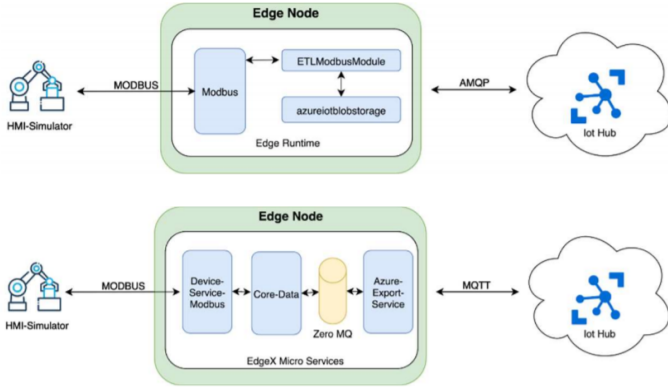 Edge Node
MODBUS
Modbus
ETLModbusModule
azureiotblobstorage
Edge Runtime
HMI-Simulator
AMQP
Iot Hub
Edge Node
MODBUS
Device-
Service-
Modbus
Core-Data
Zero MQ
Azure-
Export-
Service
EdgeX Micro Services
HMI-Simulator
MQTT
Iot Hub